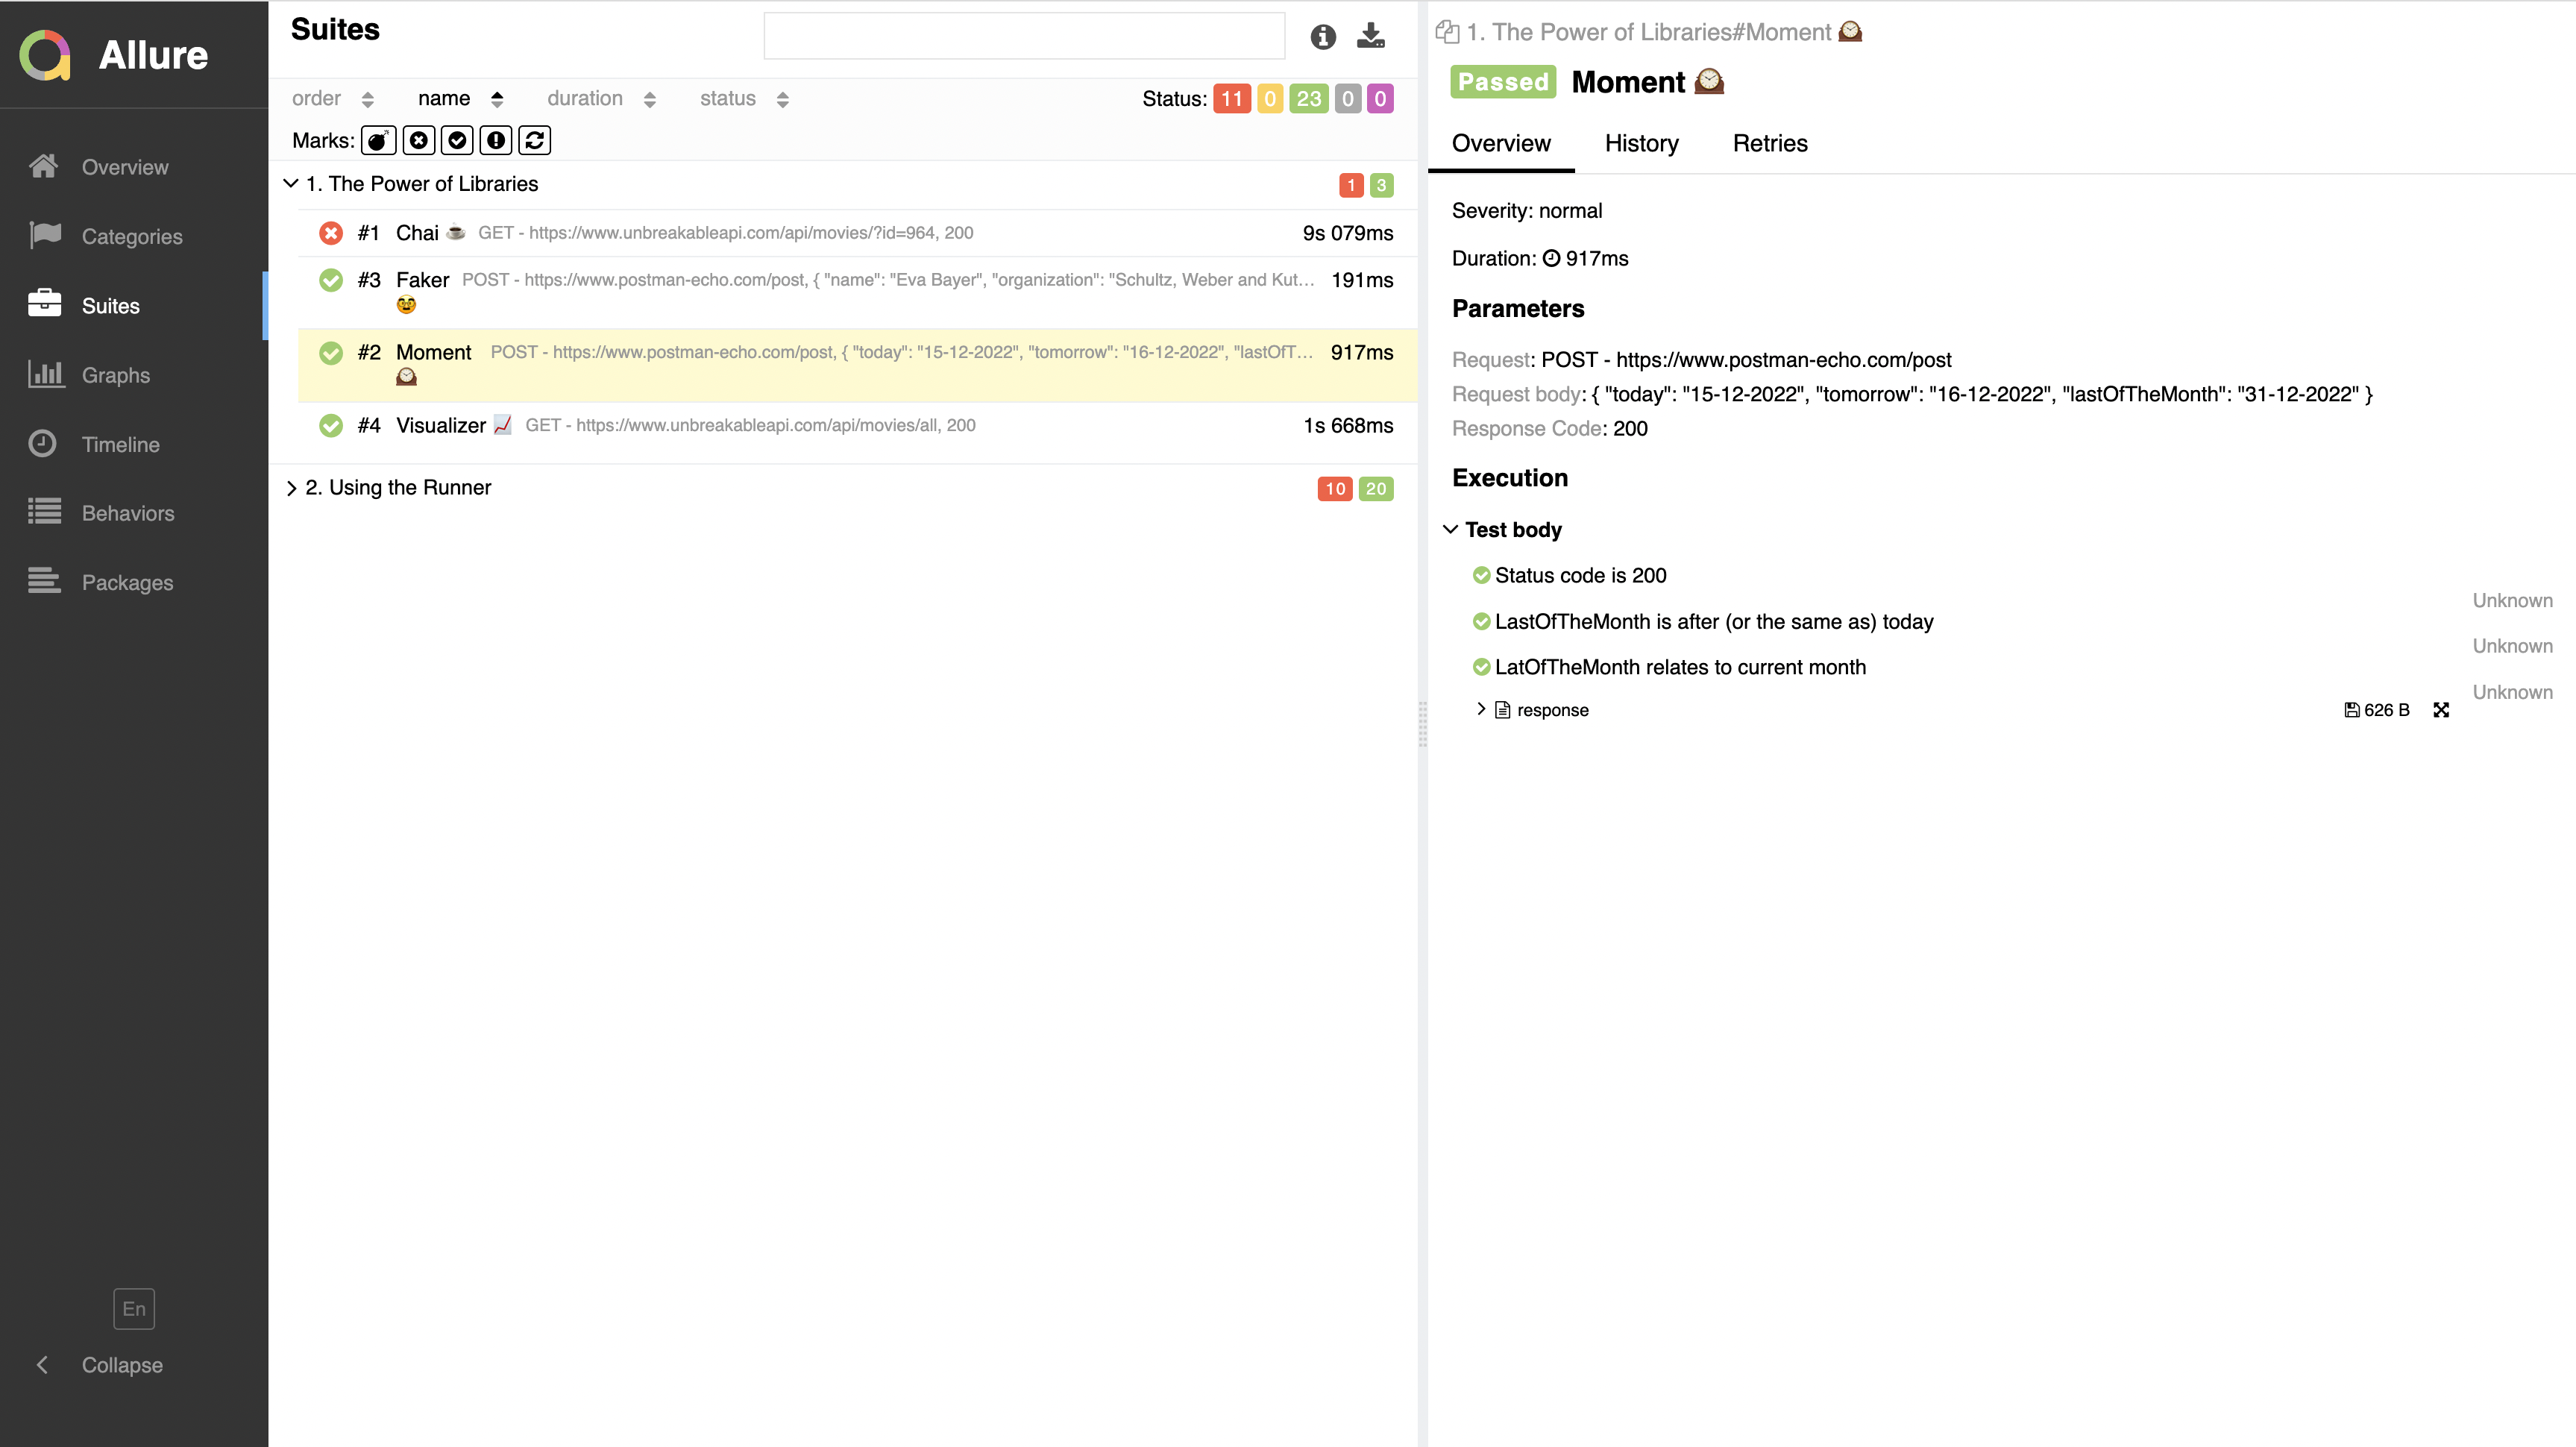 Allure
Overview
Categories
Suites
Graphs
Timeline
Behaviors
Packages
En
Collapse
Suites
order name duration status
Status: 11 0 23 0 0
Marks:
1. The Power of Libraries 1 3
#1 Chai ☕ GET - https://www.unbreakableapi.com/api/movies/?id=964, 200 9s 079ms
#3 Faker POST - https://www.postman-echo.com/post, { "name": "Eva Bayer", "organization": "Schultz, Weber and Kut... 191ms
🥸
#2 Moment POST - https://www.postman-echo.com/post, { "today": "15-12-2022", "tomorrow": "16-12-2022", "lastOfT... 917ms
🕰️
#4 Visualizer 📈 GET - https://www.unbreakableapi.com/api/movies/all, 200 1s 668ms
2. Using the Runner 10 20
1. The Power of Libraries#Moment 🕰️
Passed Moment 🕰️
Overview History Retries
Severity: normal
Duration: 917ms
Parameters
Request: POST - https://www.postman-echo.com/post
Request body: { "today": "15-12-2022", "tomorrow": "16-12-2022", "lastOfTheMonth": "31-12-2022" }
Response Code: 200
Execution
Test body
Status code is 200
Unknown
LastOfTheMonth is after (or the same as) today
Unknown
LatOfTheMonth relates to current month
Unknown
response 626 B